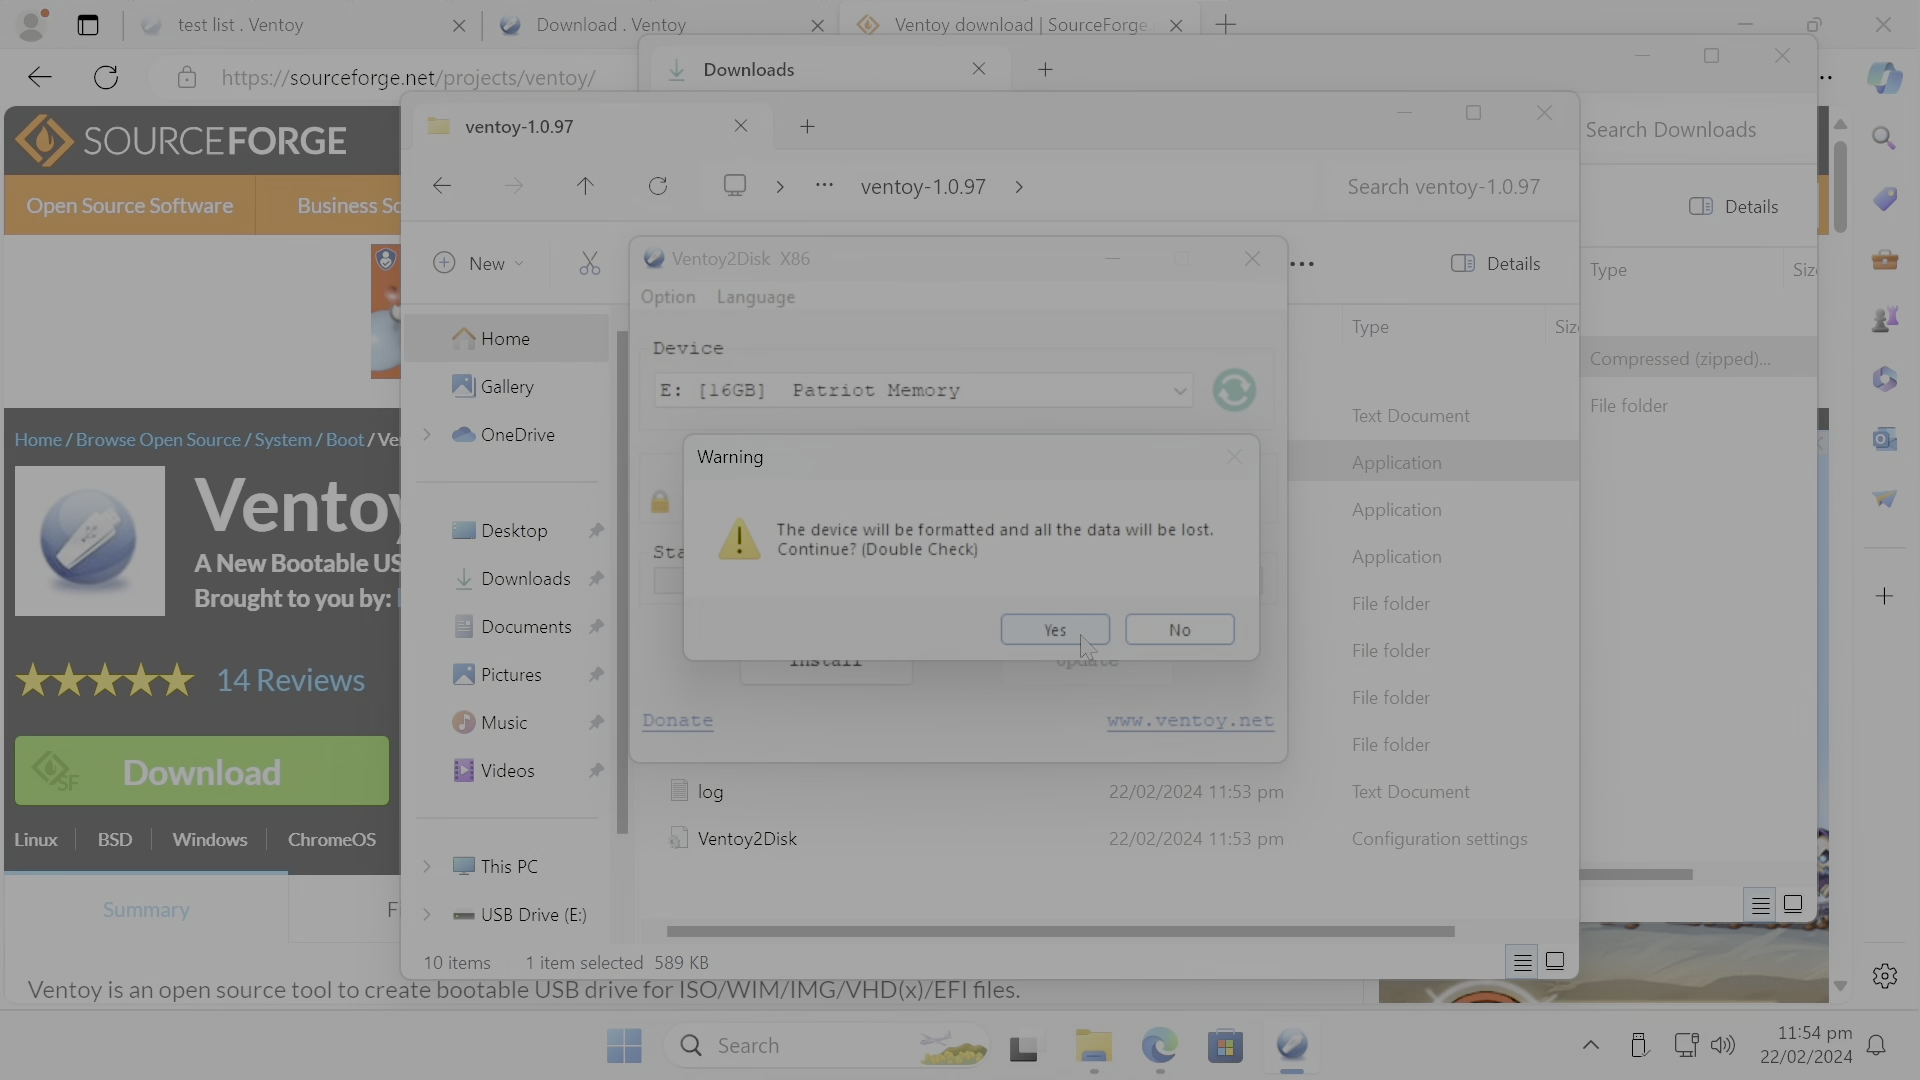 test list . Ventoy
Download . Ventoy
Ventoy download | SourceForge.
https://sourceforge.net/projects/ventoy/
Downloads
SOURCEFORGE
ventoy-1.0.97
Search Downloads
Open Source Software
Business So
ventoy-1.0.97
Search ventoy-1.0.97
Details
New
Ventoy2Disk X86
Details
Type
Siz
Option
Language
Home
Type
Siz
Device
Compressed (zipped)...
Gallery
E: [16GB] Patriot Memory
File folder
OneDrive
Text Document
Home / Browse Open Source / System / Boot / Ve
Warning
Application
Ventoy
Application
Desktop
The device will be formatted and all the data will be lost.
Continue? (Double Check)
Sta
A New Bootable US
Application
Downloads
Brought to you by:
File folder
Documents
Yes
No
File folder
14 Reviews
Pictures
Install
Update
File folder
Music
Donate
www.ventoy.net
File folder
SF
Download
Videos
log
22/02/2024 11:53 pm
Text Document
Linux
BSD
Windows
ChromeOS
Ventoy2Disk
22/02/2024 11:53 pm
Configuration settings
This PC
Summary
USB Drive (E:)
10 items
1 item selected 589 KB
Ventoy is an open source tool to create bootable USB drive for ISO/WIM/IMG/VHD(x)/EFI files.
Search
11:54 pm
22/02/2024